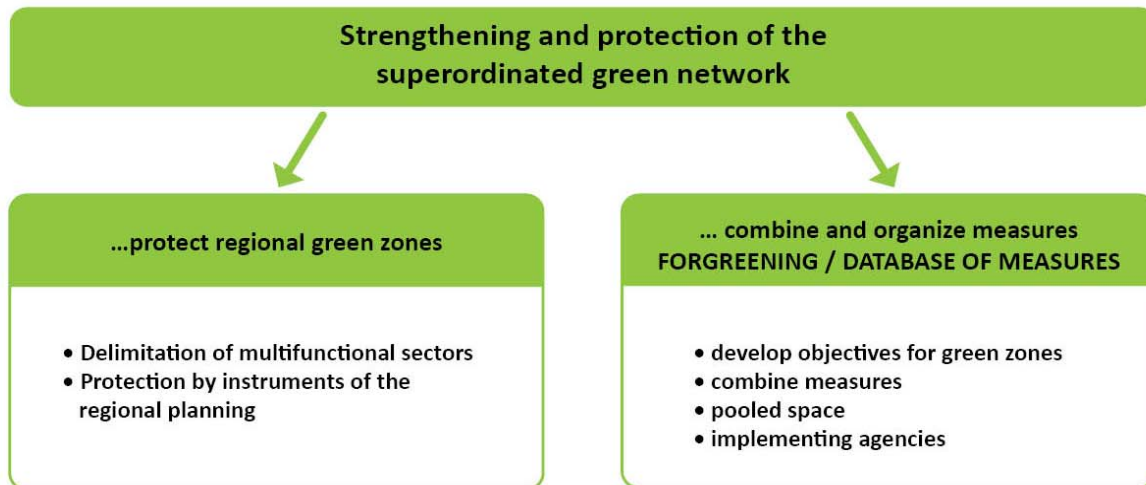 Strengthening and protection of the
superordinated green network
...protect regional green zones
• Delimitation of multifunctional sectors
• Protection by instruments of the
regional planning
... combine and organize measures
FORGREENING / DATABASE OF MEASURES
• develop objectives for green zones
• combine measures
• pooled space
• implementing agencies